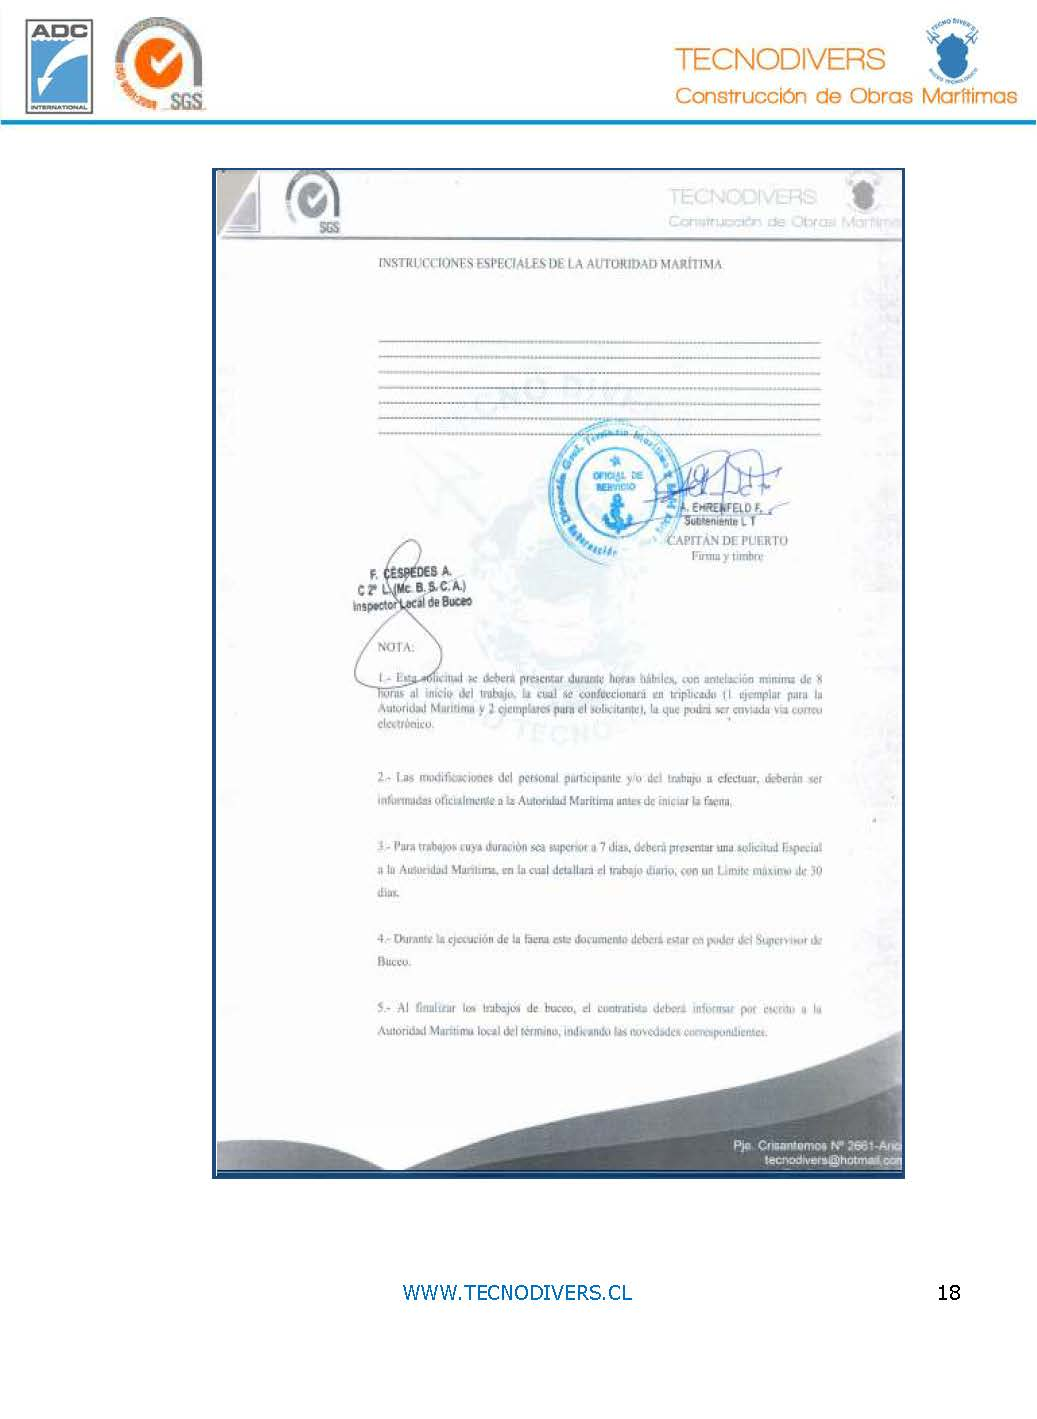 ADC
INTERNATIONAL
SGS
TECNODIVERS
Construcción de Obras Marítimas
SGS
TECNODIVERS
Construcción de Obras Marítima
INSTRUCCIONES ESPECIALES DE LA AUTORIDAD MARÍTIMA
OFICIAL DE
SERVICIO
A. EHRENFELD F.
Subteniente L T
CAPITÁN DE PUERTO
Firma y timbre
F. CÉSPEDES A.
C 2º L.(Mc. B. S. C. A.)
Inspector Local de Buceo
NOTA:
1.- Esta solicitud se deberá presentar durante horas hábiles, con antelación mínima de 8
horas al inicio del trabajo, la cual se confeccionará en triplicado (1 ejemplar para la
Autoridad Marítima y 2 ejemplares para el solicitante), la que podrá ser enviada vía correo
electrónico.
2.- Las modificaciones del personal participante y/o del trabajo a efectuar, deberán ser
informadas oficialmente a la Autoridad Marítima antes de iniciar la faena.
3.- Para trabajos cuya duración sea superior a 7 días, deberá presentar una solicitud Especial
a la Autoridad Marítima, en la cual detallará el trabajo diario, con un Límite máximo de 30
días.
4.- Durante la ejecución de la faena este documento deberá estar en poder del Supervisor de
Buceo.
5.- Al finalizar los trabajos de buceo, el contratista deberá informar por escrito a la
Autoridad Marítima local del término, indicando las novedades correspondientes.
Pje. Crisantemos Nº 2661-Aric
tecnodivers@hotmail.com
WWW.TECNODIVERS.CL
18